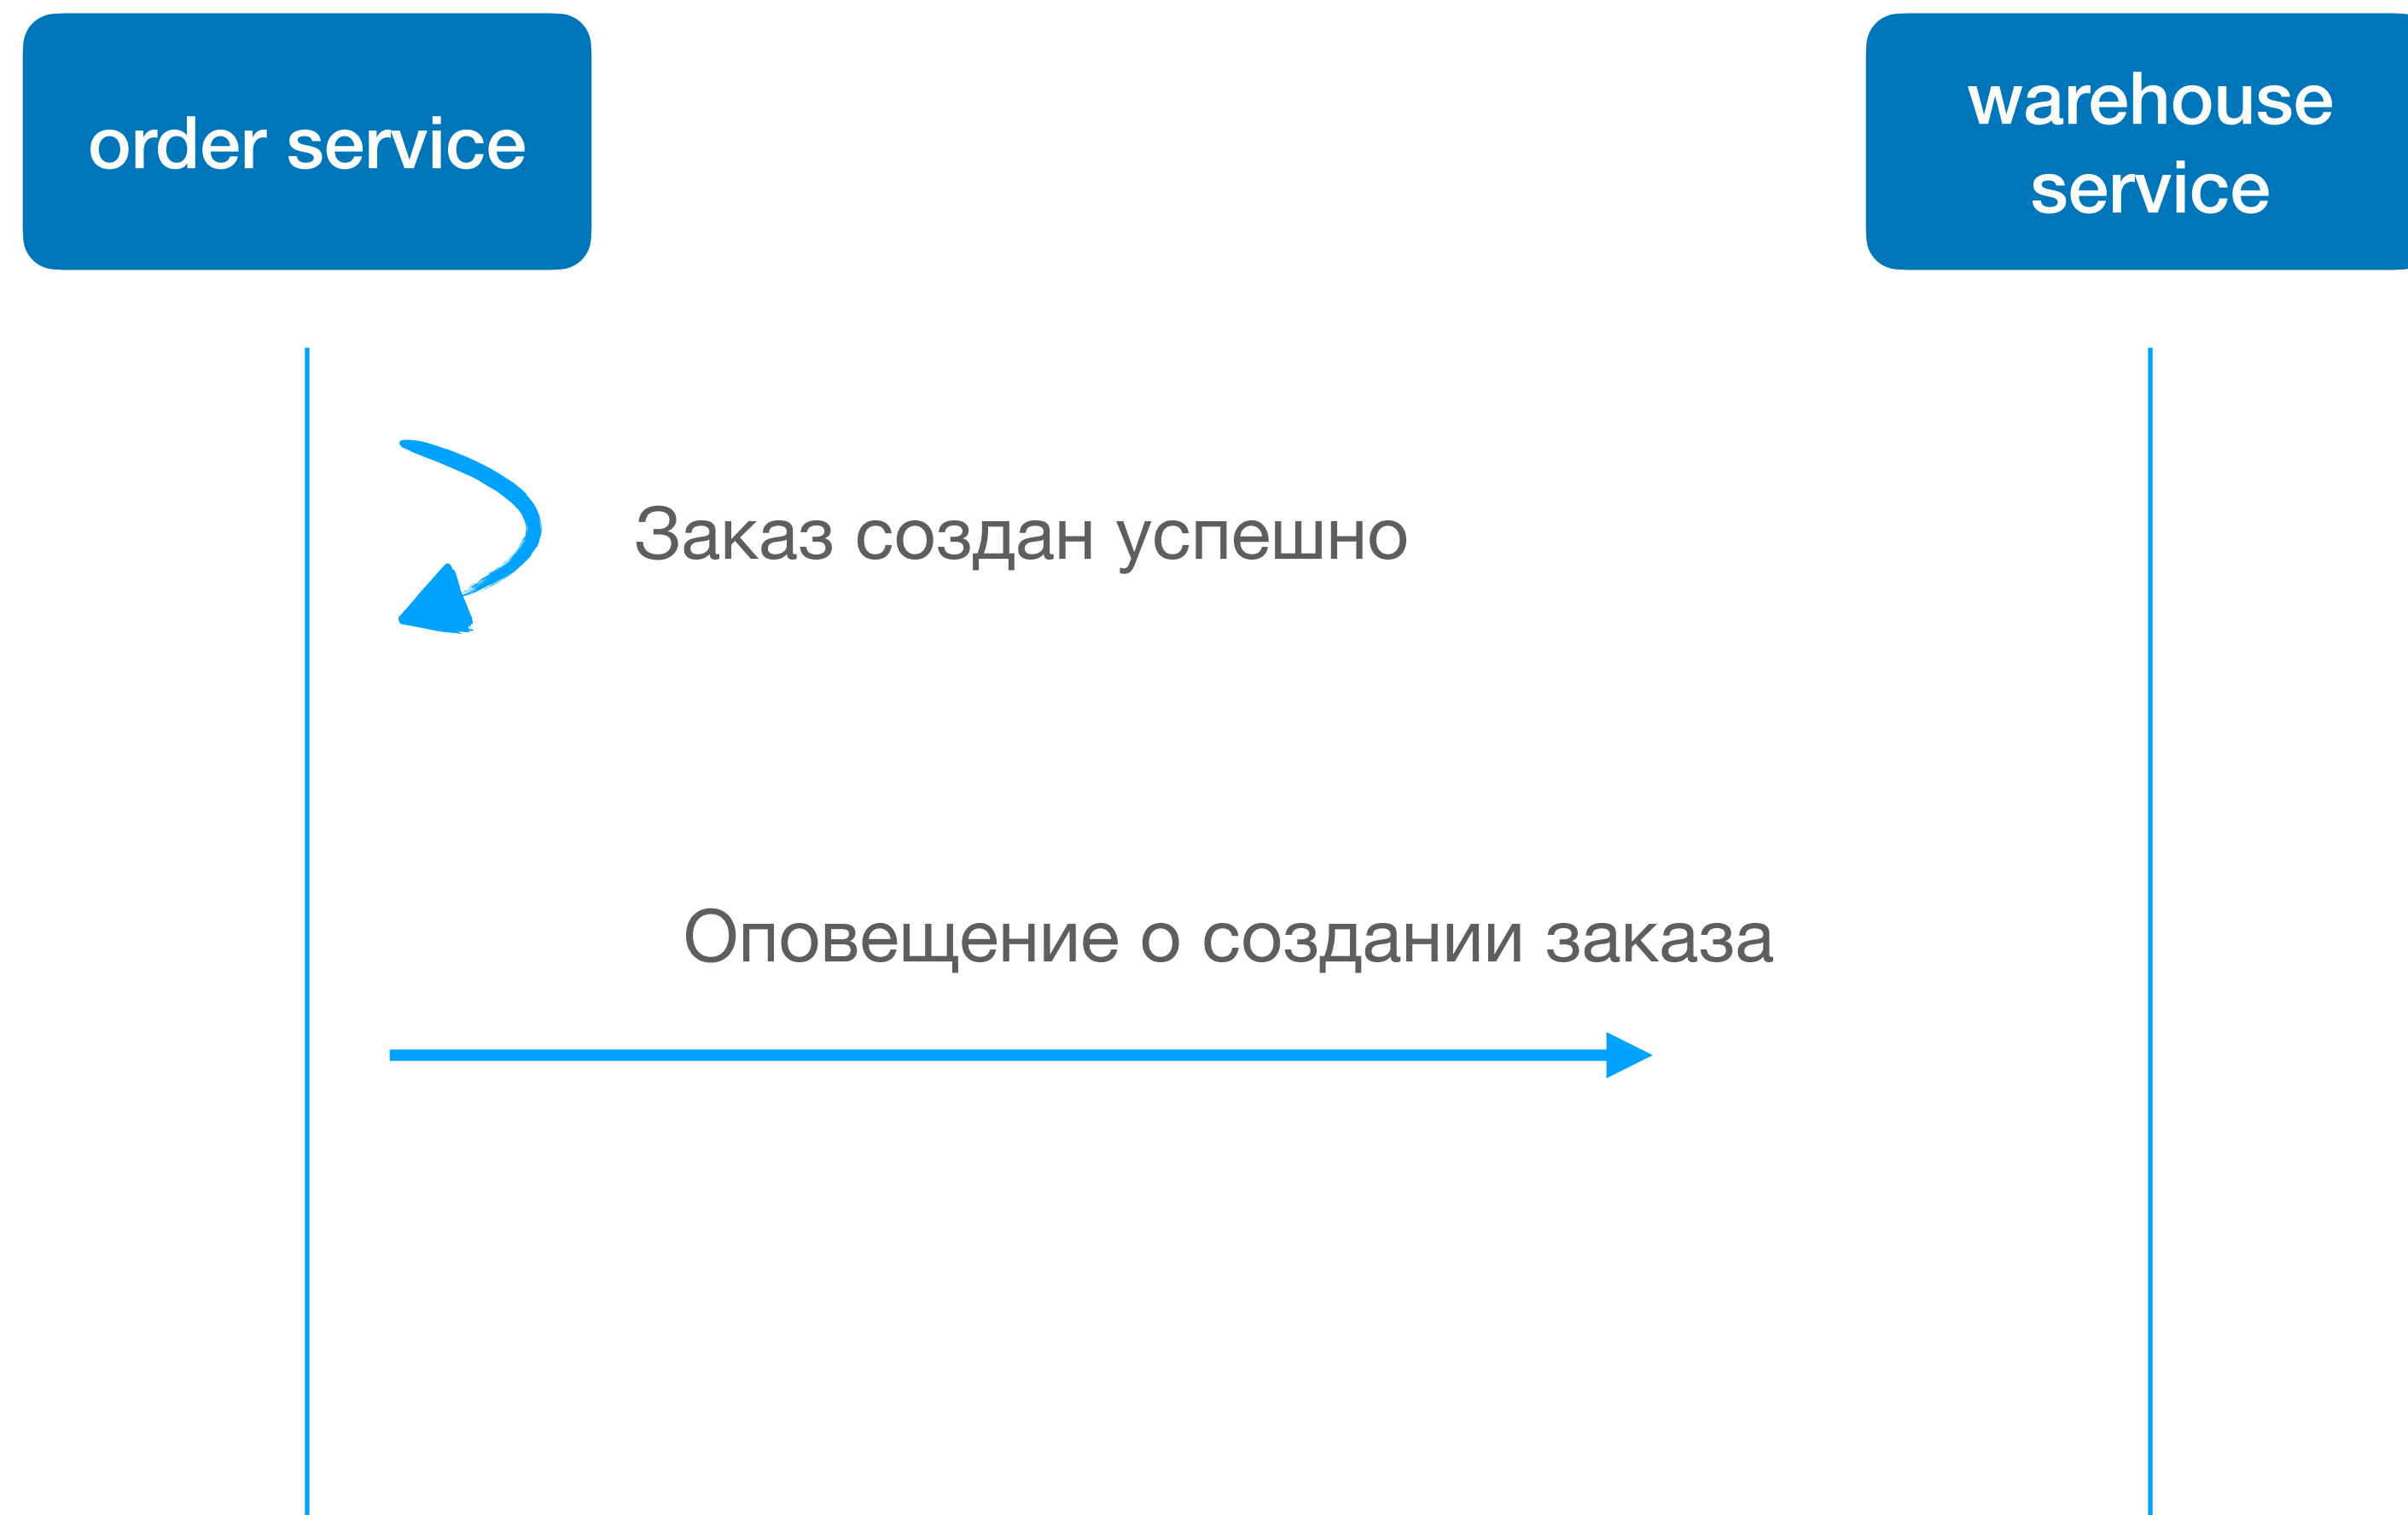 order service
warehouse
service
Заказ создан успешно
Оповещение о создании заказа